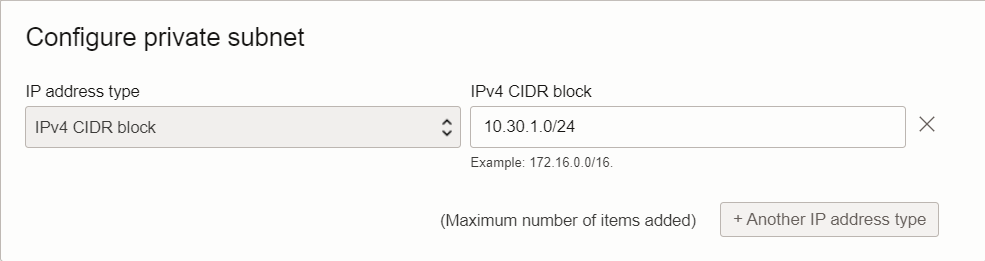 Configure private subnet
IP address type
IPv4 CIDR block
IPv4 CIDR block
10.30.1.0/24
Example: 172.16.0.0/16.
(Maximum number of items added)
+ Another IP address type